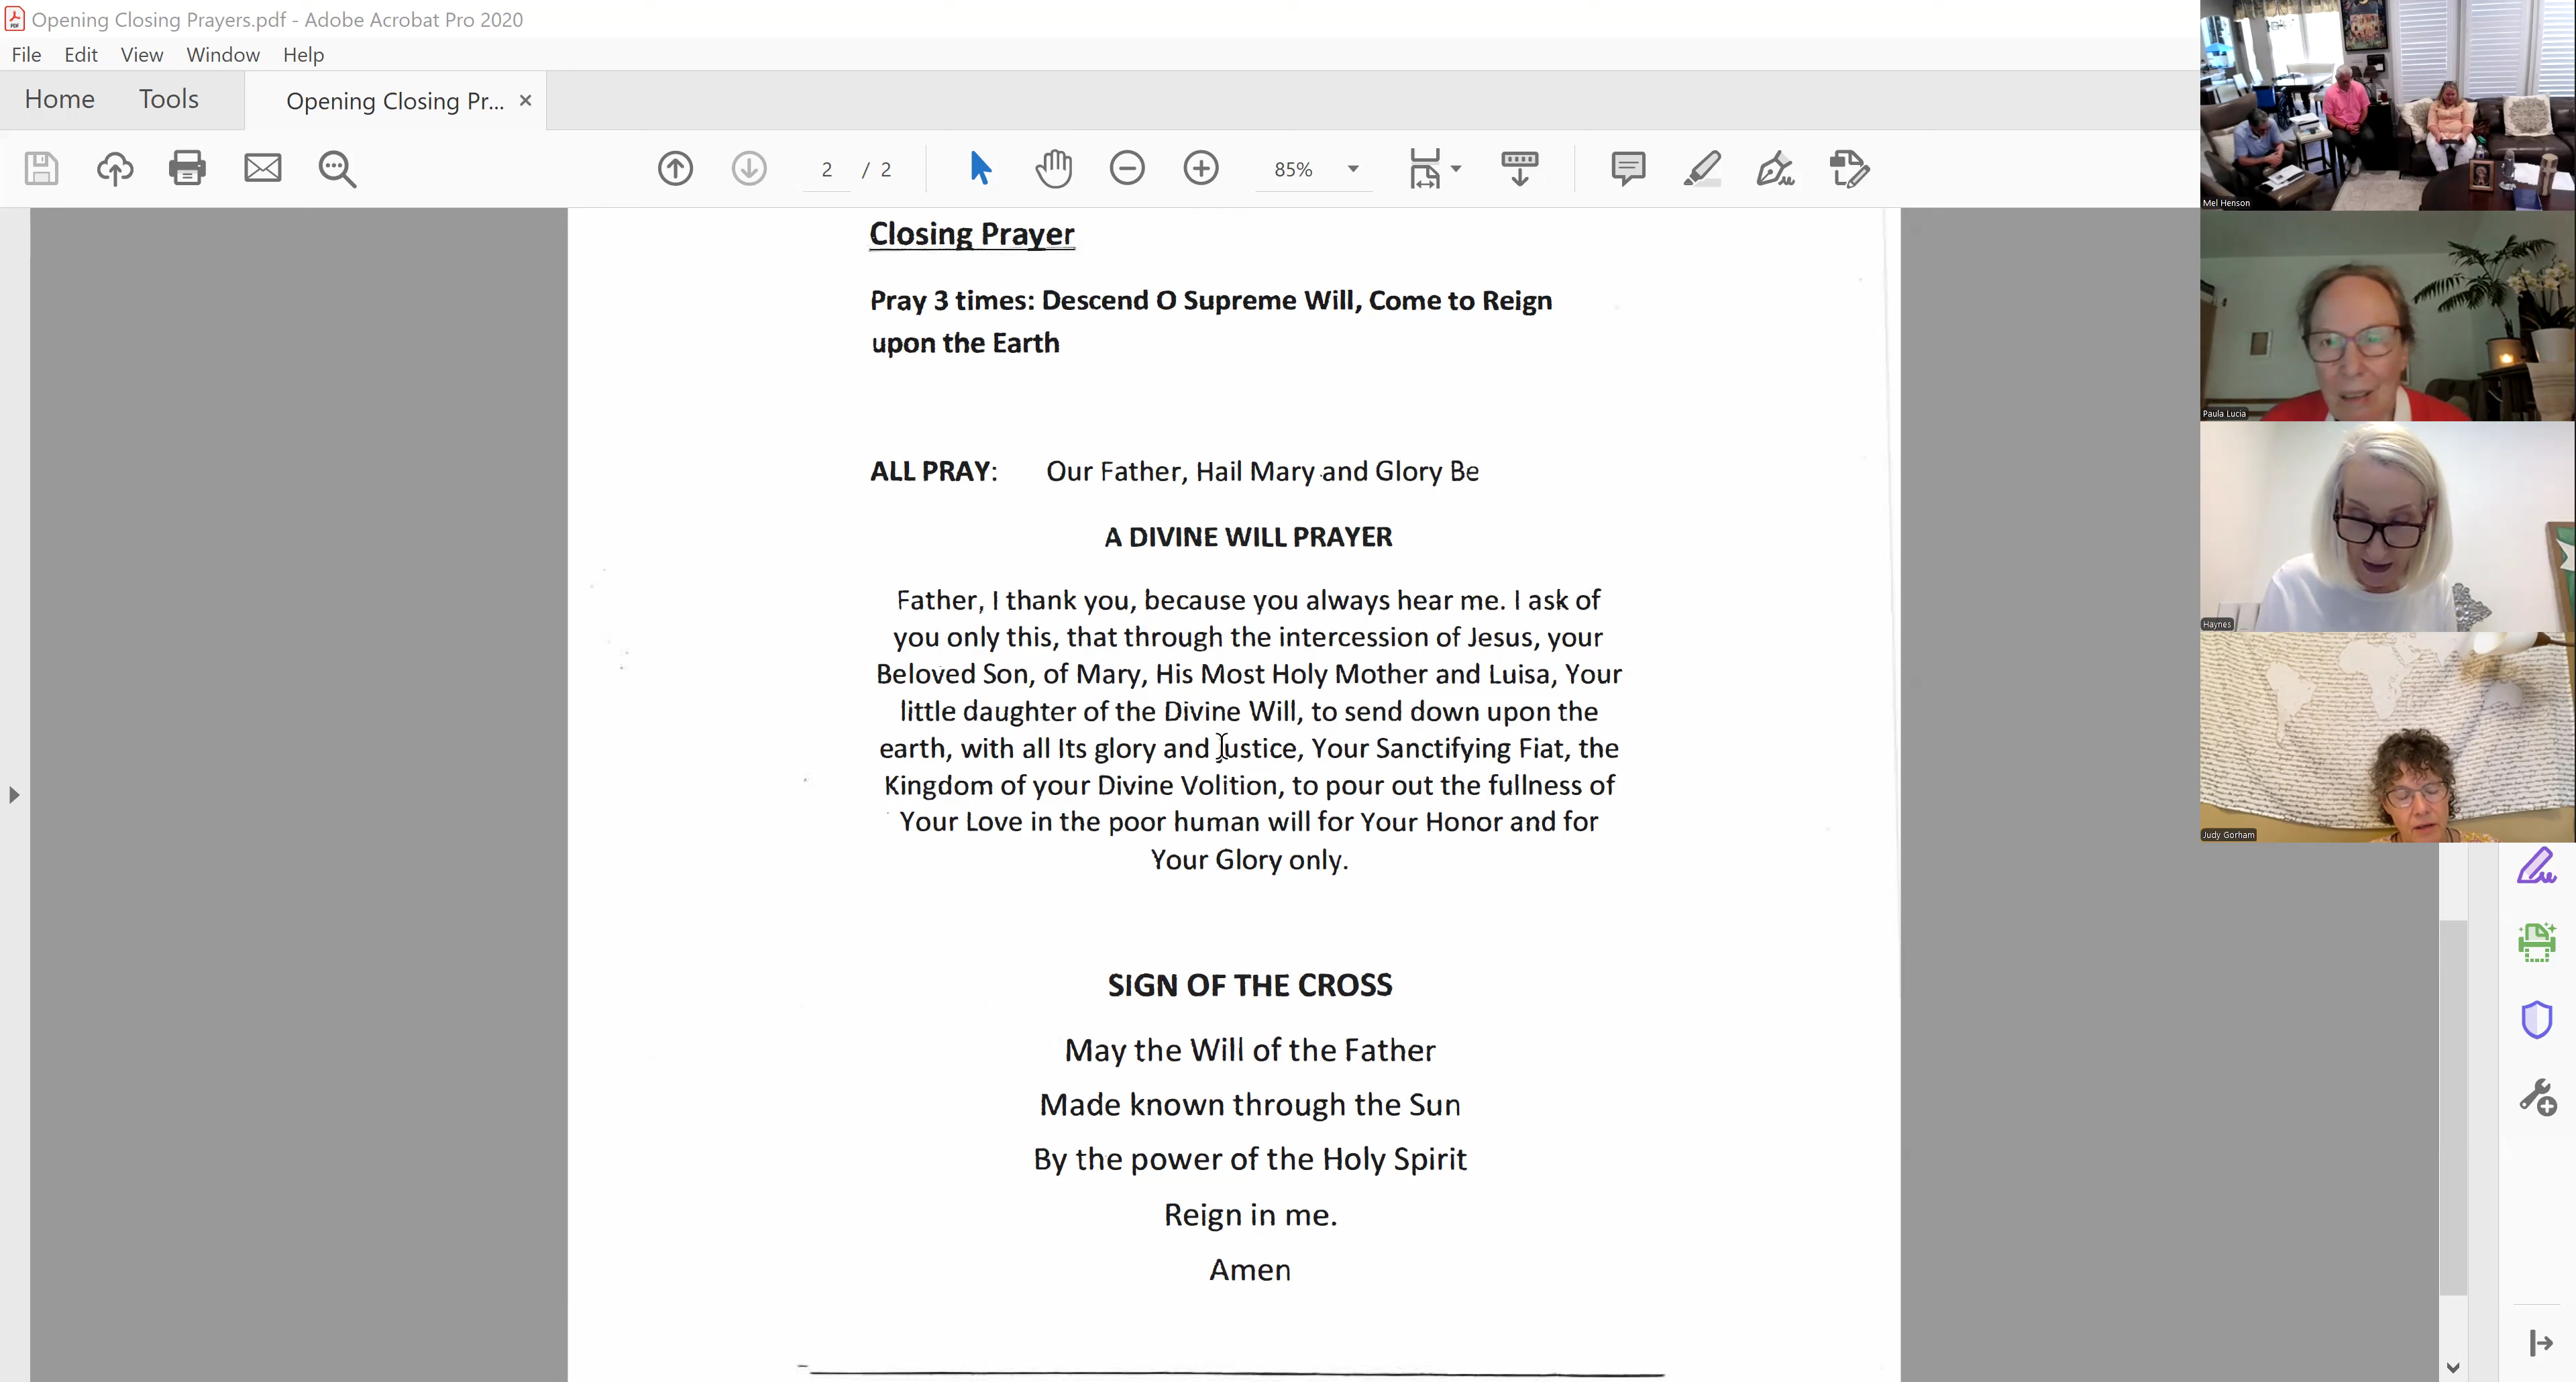 Opening Closing Prayers.pdf - Adobe Acrobat Pro 2020
File Edit View Window Help
Home Tools Opening Closing Pr... ×
2 / 2 85%
Closing Prayer
Pray 3 times: Descend O Supreme Will, Come to Reign
upon the Earth
ALL PRAY: Our Father, Hail Mary and Glory Be
A DIVINE WILL PRAYER
Father, I thank you, because you always hear me. I ask of
you only this, that through the intercession of Jesus, your
Beloved Son, of Mary, His Most Holy Mother and Luisa, Your
little daughter of the Divine Will, to send down upon the
earth, with all Its glory and justice, Your Sanctifying Fiat, the
Kingdom of your Divine Volition, to pour out the fullness of
Your Love in the poor human will for Your Honor and for
Your Glory only.
SIGN OF THE CROSS
May the Will of the Father
Made known through the Sun
By the power of the Holy Spirit
Reign in me.
Amen
Mel Henson
Paula Lucia
Haynes
Judy Gorham